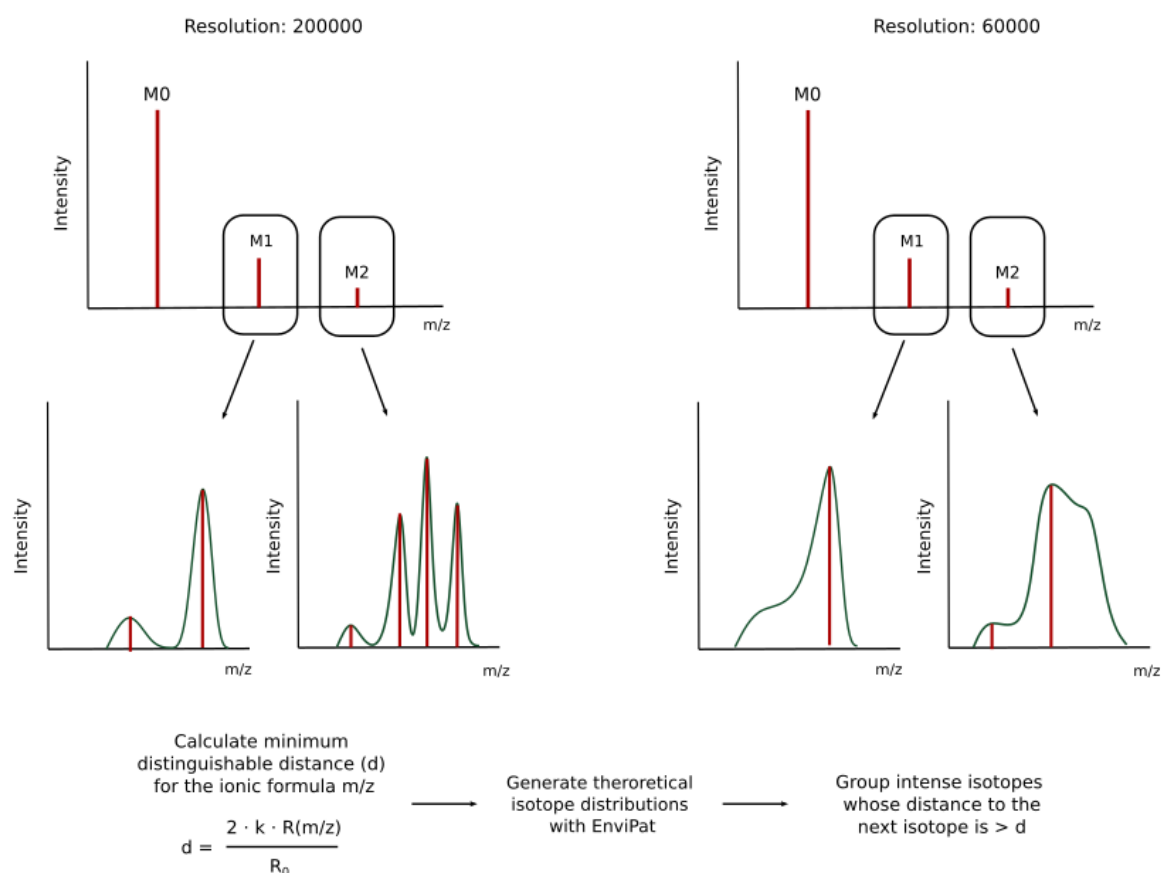 Resolution: 200000
Intensity
M0
M1
M2
m/z
Intensity
m/z
Intensity
m/z
Resolution: 60000
Intensity
M0
M1
M2
m/z
Intensity
m/z
Intensity
m/z
Calculate minimum
distinguishable distance (d)
for the ionic formula m/z
d = 2 · k · R(m/z)
R₀
Generate theroretical
isotope distributions
with EnviPat
Group intense isotopes
whose distance to the
next isotope is > d